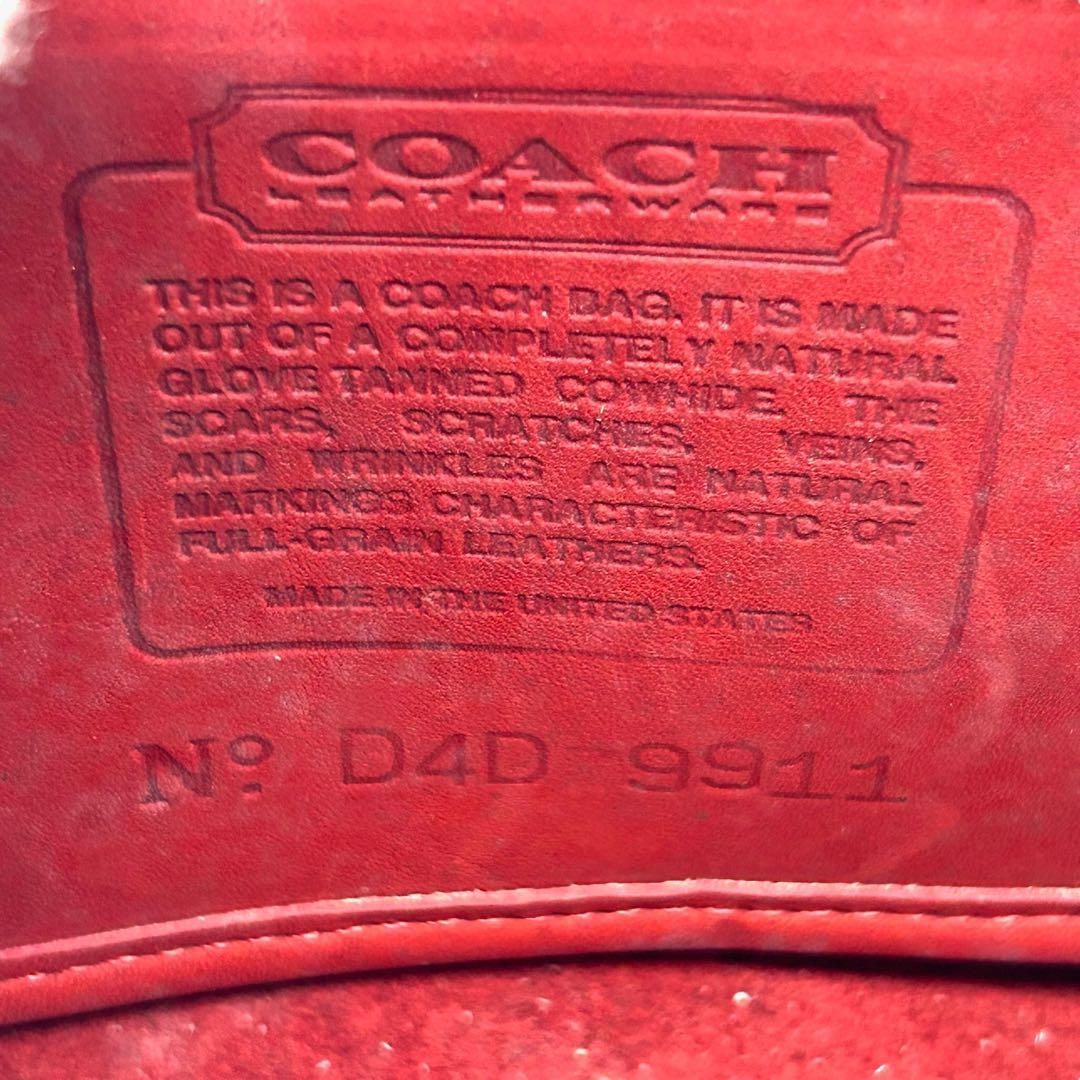 COACH
LEATHERWARE
THIS IS A COACH BAG. IT IS MADE
OUT OF A COMPLETELY NATURAL
GLOVE TANNED COWHIDE. THE
SCARS, SCRATCHES, VEINS,
AND WRINKLES ARE NATURAL
MARKINGS CHARACTERISTIC OF
FULL-GRAIN LEATHERS.
MADE IN THE UNITED STATES
Nº D4D-9911